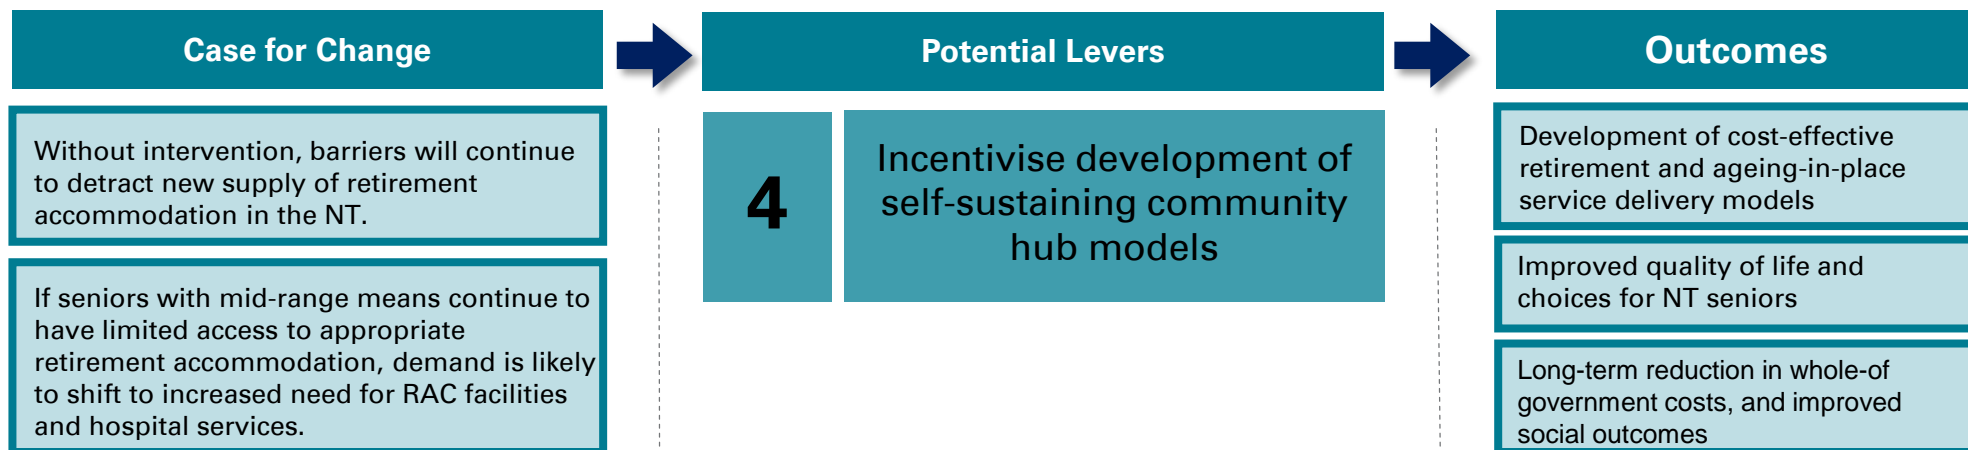 Case for Change
Without intervention, barriers will continue
to detract new supply of retirement
accommodation in the NT.
If seniors with mid-range means continue to
have limited access to appropriate
retirement accommodation, demand is likely
to shift to increased need for RAC facilities
and hospital services.
Potential Levers
4
Incentivise development of
self-sustaining community
hub models
Outcomes
Development of cost-effective
retirement and ageing-in-place
service delivery models
Improved quality of life and
choices for NT seniors
Long-term reduction in whole-of
government costs, and improved
social outcomes